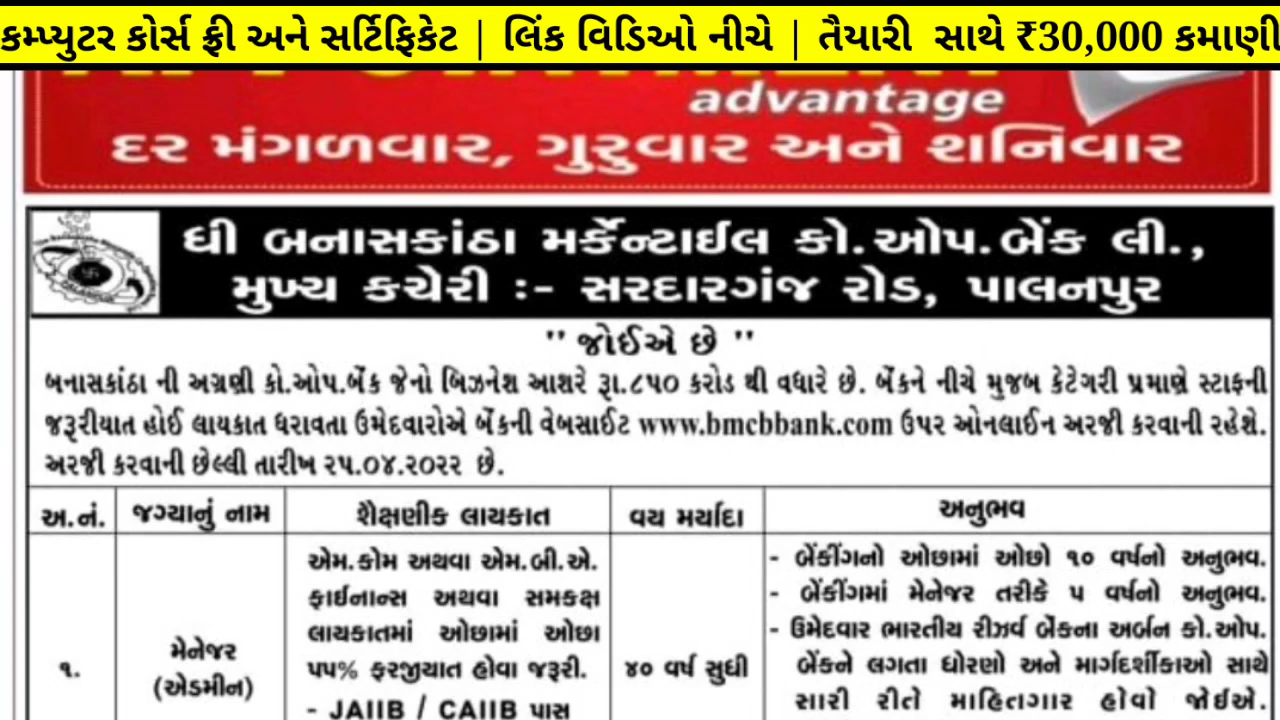 કમ્પ્યુટર કોર્સ ફ્રી અને સર્ટિફિકેટ | લિંક વિડિઓ નીચે | તૈયારી સાથે ₹30,000 કમાણી
advantage
દર મંગળવાર, ગુરુવાર અને શનિવાર
ધી બનાસકાંઠા મર્કેન્ટાઈલ કો.ઓપ.બેંક લી.,
મુખ્ય કચેરી :- સરદારગંજ રોડ, પાલનપુર
" જોઈએ છે "
બનાસકાંઠા ની અગ્રણી કો.ઓપ.બેંક જેનો બિઝનેશ આશરે રૂા.૮૫૦ કરોડ થી વધારે છે. બેંકને નીચે મુજબ કેટેગરી પ્રમાણે સ્ટાફની
જરૂરીયાત હોઈ લાયકાત ધરાવતા ઉમેદવારોએ બેંકની વેબસાઈટ www.bmcbbank.com ઉપર ઓનલાઈન અરજી કરવાની રહેશે.
અરજી કરવાની છેલ્લી તારીખ ૨૫.૦૪.૨૦૨૨ છે.
અ.નં. જગ્યાનું નામ શૈક્ષણીક લાયકાત વય મર્યાદા અનુભવ
૧.
મેનેજર
(એડમીન)
એમ.કોમ અથવા એમ.બી.એ.
ફાઈનાન્સ અથવા સમકક્ષ
લાયકાતમાં ઓછામાં ઓછા
૫૫% ફરજીયાત હોવા જરૂરી.
- JAIIB / CAIIB પાસ
૪૦ વર્ષ સુધી
- બેંકીંગનો ઓછામાં ઓછો ૧૦ વર્ષનો અનુભવ.
- બેંકીંગમાં મેનેજર તરીકે ૫ વર્ષનો અનુભવ.
- ઉમેદવાર ભારતીય રીઝર્વ બેંકના અર્બન કો.ઓપ.
બેંકને લગતા ધોરણો અને માર્ગદર્શીકાઓ સાથે
સારી રીતે માહિતગાર હોવો જોઈએ.